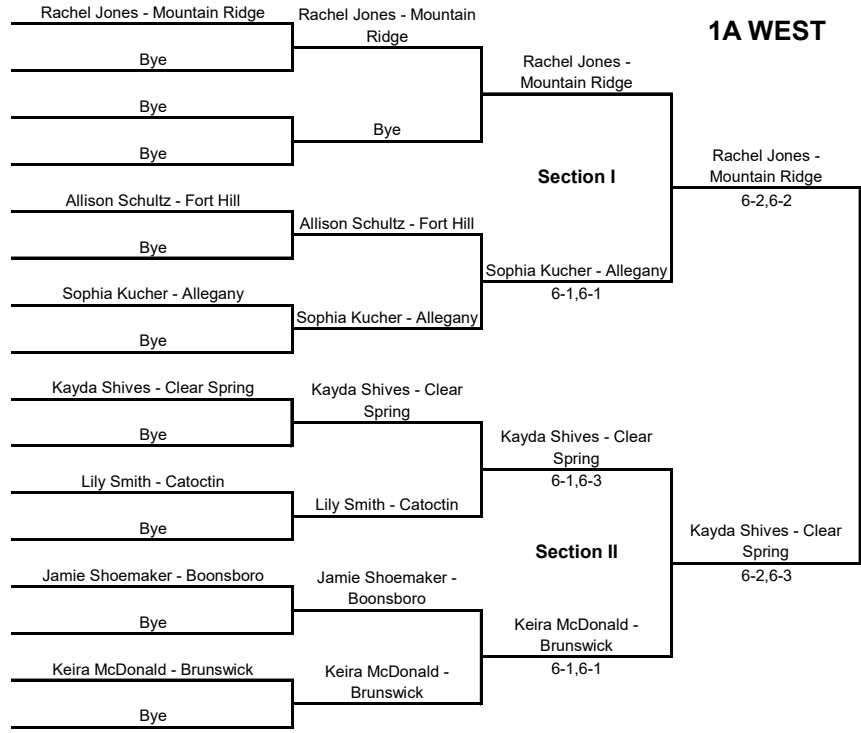 1A WEST
Rachel Jones - Mountain Ridge
Bye
Bye
Bye
Allison Schultz - Fort Hill
Bye
Sophia Kucher - Allegany
Bye
Kayda Shives - Clear Spring
Bye
Lily Smith - Catoctin
Bye
Jamie Shoemaker - Boonsboro
Bye
Keira McDonald - Brunswick
Bye
Rachel Jones - Mountain
Ridge
Bye
Allison Schultz - Fort Hill
Sophia Kucher - Allegany
Kayda Shives - Clear
Spring
Lily Smith - Catoctin
Jamie Shoemaker -
Boonsboro
Keira McDonald -
Brunswick
Rachel Jones -
Mountain Ridge
Section I
Sophia Kucher - Allegany
6-1,6-1
Kayda Shives - Clear
Spring
6-1,6-3
Section II
Keira McDonald -
Brunswick
6-1,6-1
Rachel Jones -
Mountain Ridge
6-2,6-2
Kayda Shives - Clear
Spring
6-2,6-3